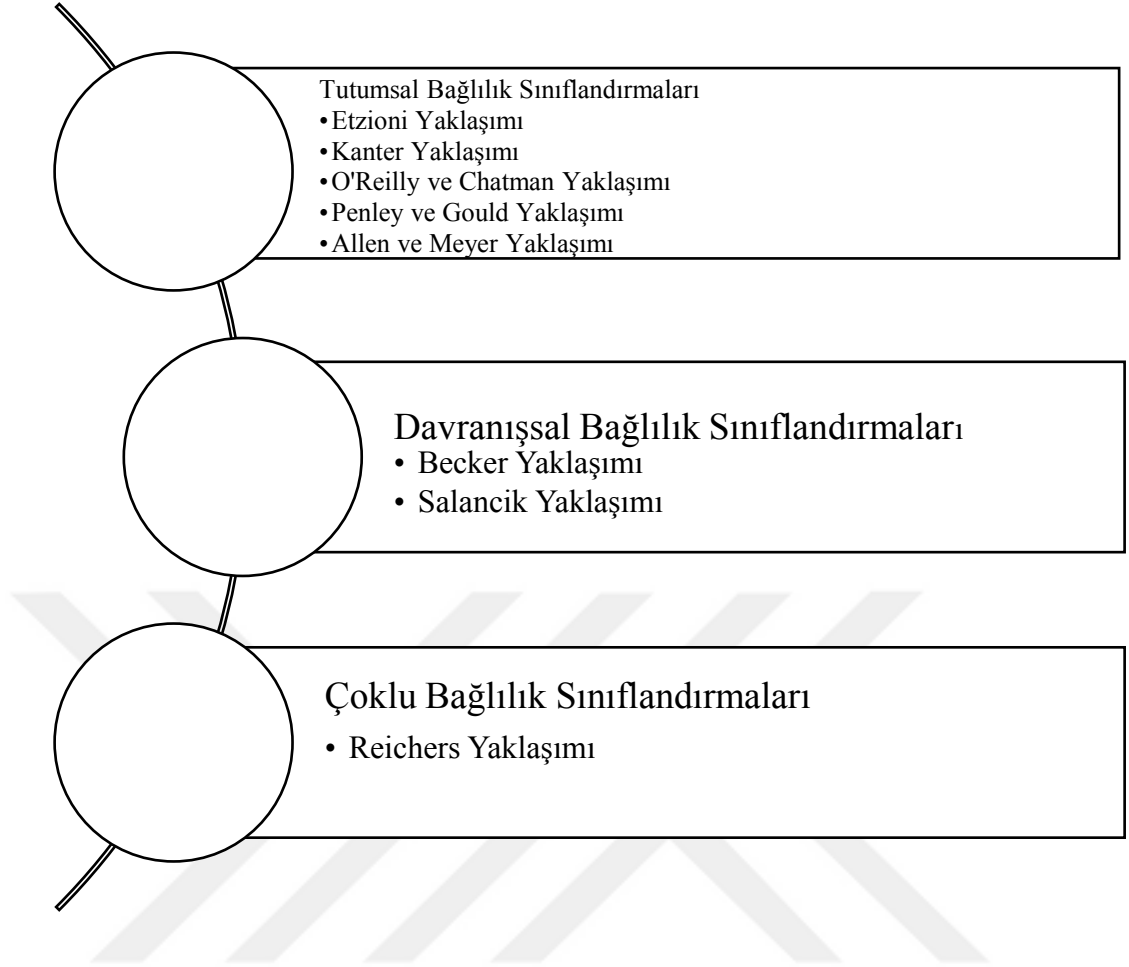 Tutumsal Bağlılık Sınıflandırmaları
•Etzioni Yaklaşımı
•Kanter Yaklaşımı
•O'Reilly ve Chatman Yaklaşımı
•Penley ve Gould Yaklaşımı
•Allen ve Meyer Yaklaşımı
Davranışsal Bağlılık Sınıflandırmaları
• Becker Yaklaşımı
• Salancik Yaklaşımı
Çoklu Bağlılık Sınıflandırmaları
• Reichers Yaklaşımı